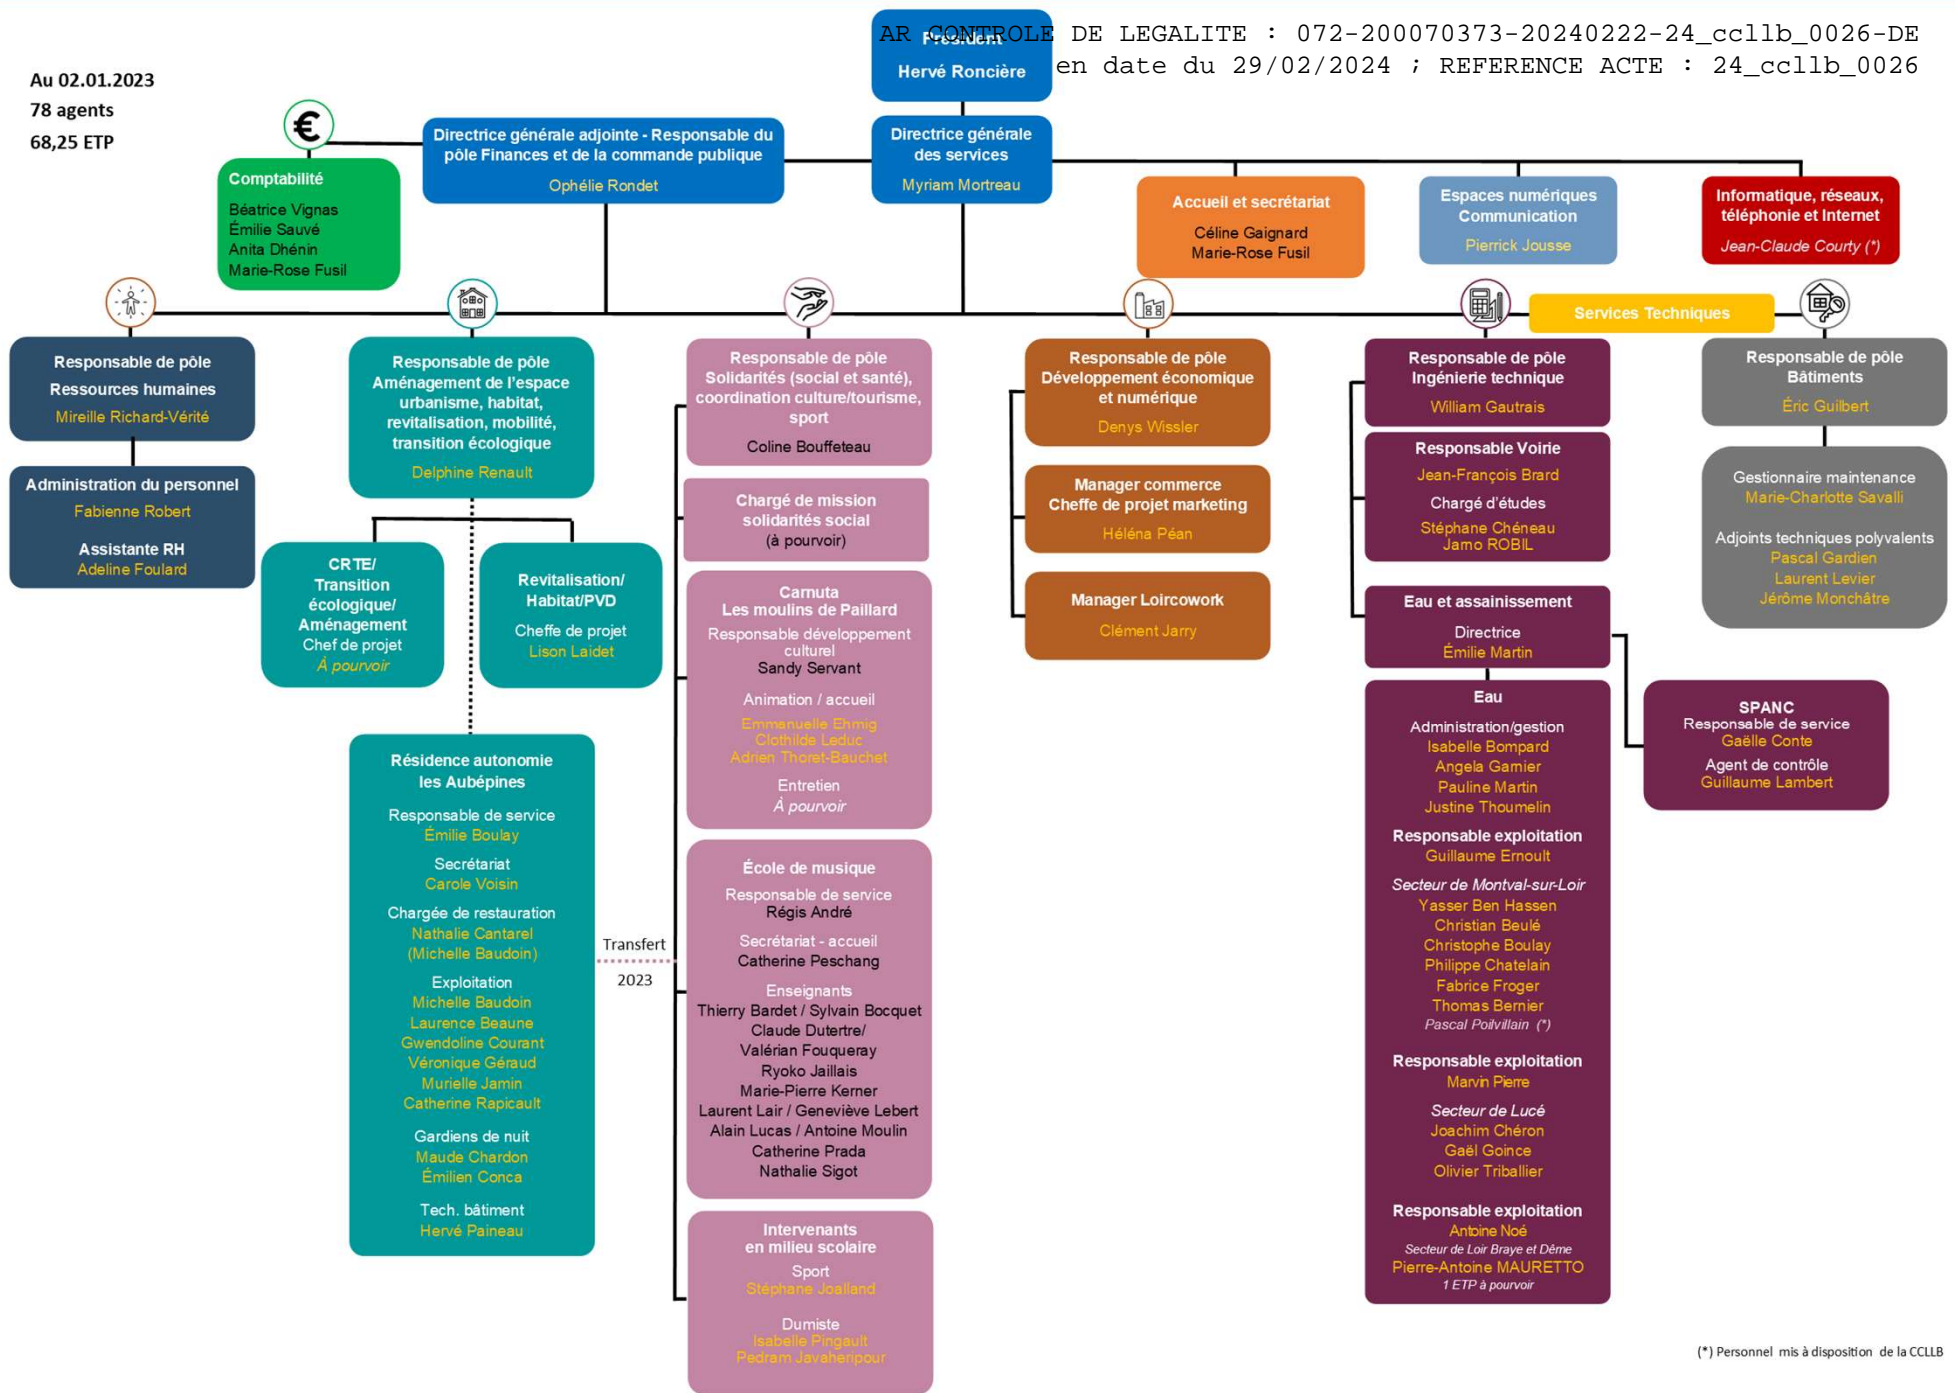 AR CONTROLE DE LEGALITE : 072-200070373-20240222-24_ccllb_0026-DE
en date du 29/02/2024 ; REFERENCE ACTE : 24_ccllb_0026
Au 02.01.2023
78 agents
68,25 ETP
Président
Hervé Roncière
€
Directrice générale adjointe - Responsable du
pôle Finances et de la commande publique
Ophélie Rondet
Directrice générale
des services
Myriam Mortreau
Comptabilité
Béatrice Vignas
Émilie Sauvé
Anita Dhénin
Marie-Rose Fusil
Accueil et secrétariat
Céline Gaignard
Marie-Rose Fusil
Espaces numériques
Communication
Pierrick Jousse
Informatique, réseaux,
téléphonie et Internet
Jean-Claude Courty (*)
Services Techniques
Responsable de pôle
Ressources humaines
Mireille Richard-Vérité
Administration du personnel
Fabienne Robert
Assistante RH
Adeline Foulard
Responsable de pôle
Aménagement de l'espace
urbanisme, habitat,
revitalisation, mobilité,
transition écologique
Delphine Renault
CRTE/
Transition
écologique/
Aménagement
Chef de projet
À pourvoir
Revitalisation/
Habitat/PVD
Cheffe de projet
Lison Laidet
Résidence autonomie
les Aubépines
Responsable de service
Émilie Boulay
Secrétariat
Carole Voisin
Chargée de restauration
Nathalie Cantarel
(Michelle Baudoin)
Exploitation
Michelle Baudoin
Laurence Beaune
Gwendoline Courant
Véronique Géraud
Murielle Jamin
Catherine Rapicault
Gardiens de nuit
Maude Chardon
Émilien Conca
Tech. bâtiment
Hervé Paineau
Transfert
2023
Responsable de pôle
Solidarités (social et santé),
coordination culture/tourisme,
sport
Coline Bouffeteau
Chargé de mission
solidarités social
(à pourvoir)
Carnuta
Les moulins de Paillard
Responsable développement
culturel
Sandy Servant
Animation / accueil
Emmanuelle Ehmig
Clothilde Leduc
Adrien Thoret-Bauchet
Entretien
À pourvoir
École de musique
Responsable de service
Régis André
Secrétariat - accueil
Catherine Peschang
Enseignants
Thierry Bardet / Sylvain Bocquet
Claude Dutertre/
Valérian Fouqueray
Ryoko Jaillais
Marie-Pierre Kerner
Laurent Lair / Geneviève Lebert
Alain Lucas / Antoine Moulin
Catherine Prada
Nathalie Sigot
Intervenants
en milieu scolaire
Sport
Stéphane Joalland
Dumiste
Isabelle Pingault
Pedram Javaheripour
Responsable de pôle
Développement économique
et numérique
Denys Wissler
Manager commerce
Cheffe de projet marketing
Héléna Péan
Manager Loircowork
Clément Jarry
Responsable de pôle
Ingénierie technique
William Gautrais
Responsable Voirie
Jean-François Brard
Chargé d'études
Stéphane Chéneau
Jarno ROBIL
Eau et assainissement
Directrice
Émilie Martin
Eau
Administration/gestion
Isabelle Bompard
Angela Garnier
Pauline Martin
Justine Thoumelin
Responsable exploitation
Guillaume Ernoult
Secteur de Montval-sur-Loir
Yasser Ben Hassen
Christian Beulé
Christophe Boulay
Philippe Chatelain
Fabrice Froger
Thomas Bernier
Pascal Poilvillain (*)
Responsable exploitation
Marvin Pierre
Secteur de Lucé
Joachim Chéron
Gaël Goince
Olivier Triballier
Responsable exploitation
Antoine Noé
Secteur de Loir Braye et Dême
Pierre-Antoine MAURETTO
1 ETP à pourvoir
Responsable de pôle
Bâtiments
Éric Guilbert
Gestionnaire maintenance
Marie-Charlotte Savalli
Adjoints techniques polyvalents
Pascal Gardien
Laurent Levier
Jérôme Monchâtre
SPANC
Responsable de service
Gaëlle Conte
Agent de contrôle
Guillaume Lambert
(*) Personnel mis à disposition de la CCLLB